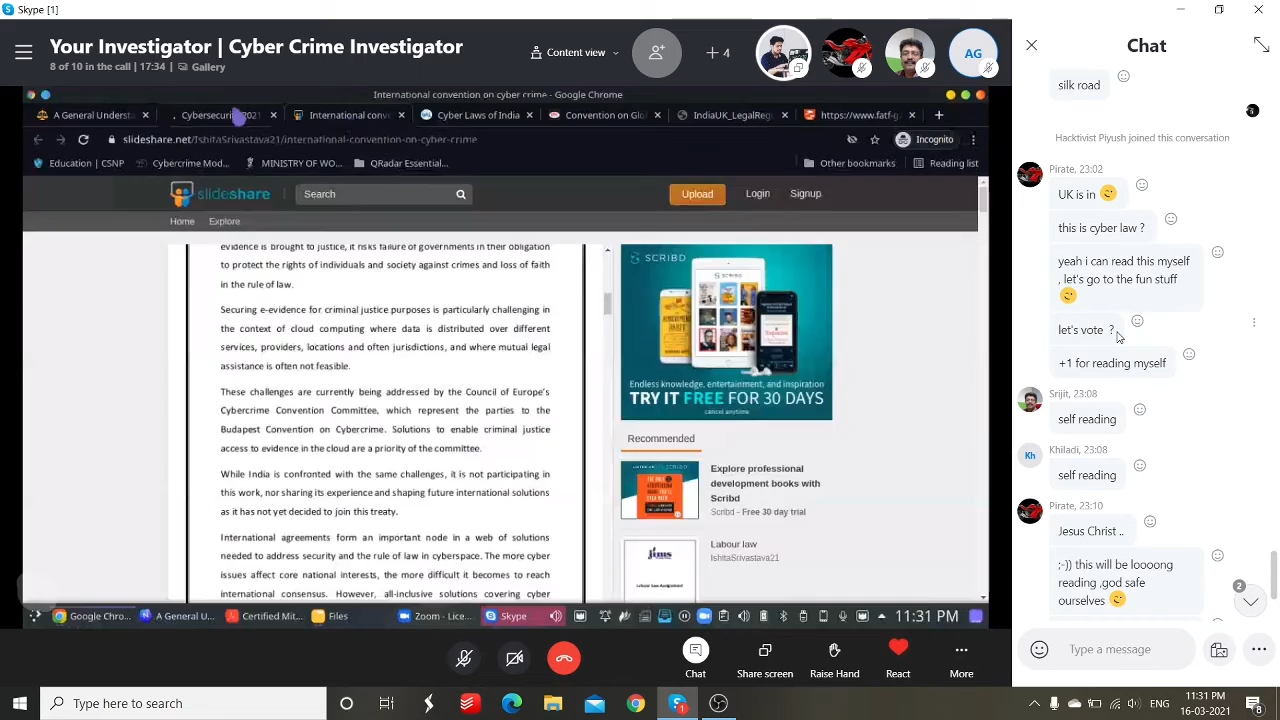 Skype [1]
Your Investigator | Cyber Crime Investigator
8 of 10 in the call | 17:34 | Gallery
Content view
+ 4
AG
International convention on cyber crime - Google Chrome
A General Underst
Cybersecurity 2021
International conve
Cyber Laws of India
Convention on Glo
IndiaUK_LegalReg
https://www.fatf-g
slideshare.net/IshitaSrivastava21/international-convention-on-cyber-crime
Incognito
Education | CSNP
Cybercrime Mod...
MINISTRY OF WO...
QRadar Essential...
Other bookmarks
Reading list
slideshare
Search
Upload
Login
Signup
Home
Explore
evidence is brought to justice, it risks failure of governments in their obligation
to protect the rights of individuals and society against crimes and loss of faith
in the rule of law.
Securing e-evidence for criminal justice purposes is particularly challenging in
the context of cloud computing where data is distributed over different
services, providers, locations and often jurisdictions, and where mutual legal
assistance is often not feasible.
These challenges are currently being addressed by the Council of Europe's
Cybercrime Convention Committee, which represent the parties to the
Budapest Convention on Cybercrime. Solutions to enable criminal justice
access to evidence in the cloud are a priority of the committee.
While India is confronted with the same challenges, it is not participating in
this work, nor sharing its experience and shaping future international solutions
as it has not yet decided to join this treaty.
International agreements form an important node in a web of solutions
needed to address security and the rule of law in cyberspace. The more cyber
issues affect core national interests, the more difficult it becomes to reach
international consensus. However, all-inclusive solutions covering cyber
SCRIBD
Endless knowledge, entertainment, and inspiration
TRY IT FREE FOR 30 DAYS
cancel anytime
Recommended
Explore professional
development books with
Scribd
Scribd - Free 30 day trial
Labour law
IshitaSrivastava21
Google Chro...
A General U...
Certified Mit...
Files
Zoom - Lice...
Skype
11:31 PM
Chat
Share screen
Raise Hand
React
More
Chat
silk road
Hacktivist Piyush joined this conversation
Pirate, 23:02
UK is in
this is cyber law ?
yeah i can read this myself
, let's go to the fun stuff
let's vote ?
+1 for reading myself
Srijit, 23:08
self reading
Kh
Khiladi, 23:08
self reading
Pirate, 23:10
Jesus Christ ..
;-)) this will be loooong
reading ,god safe
ourselves
2
Type a message
Type here to search
1
ENG
11:31 PM
16-03-2021
8